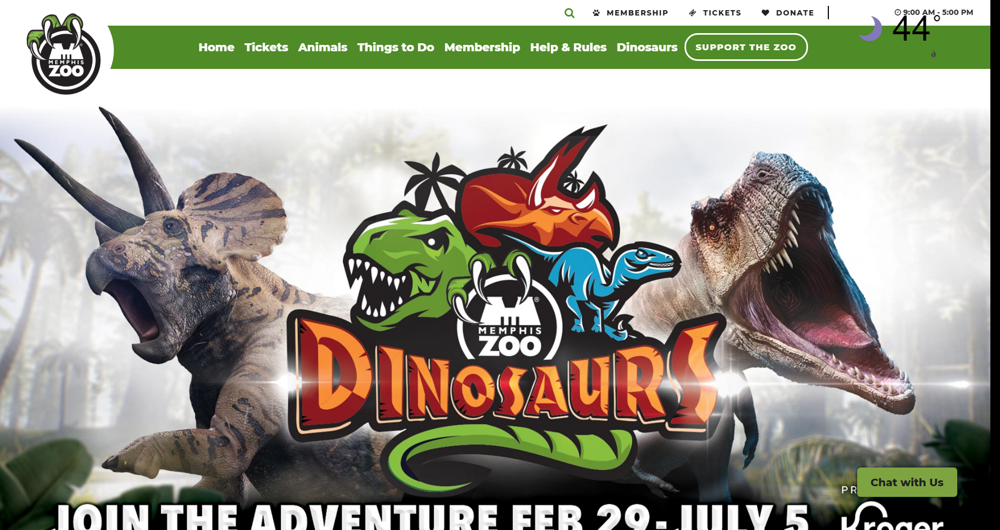 MEMBERSHIP
TICKETS
DONATE
9:00 AM - 5:00 PM
44°
MEMPHIS
ZOO
Home
Tickets
Animals
Things to Do
Membership
Help & Rules
Dinosaurs
SUPPORT THE ZOO
®
MEMPHIS
ZOO
DINOSAURS
Chat with Us
JOIN THE ADVENTURE FEB 29 - JULY 5
Kroger